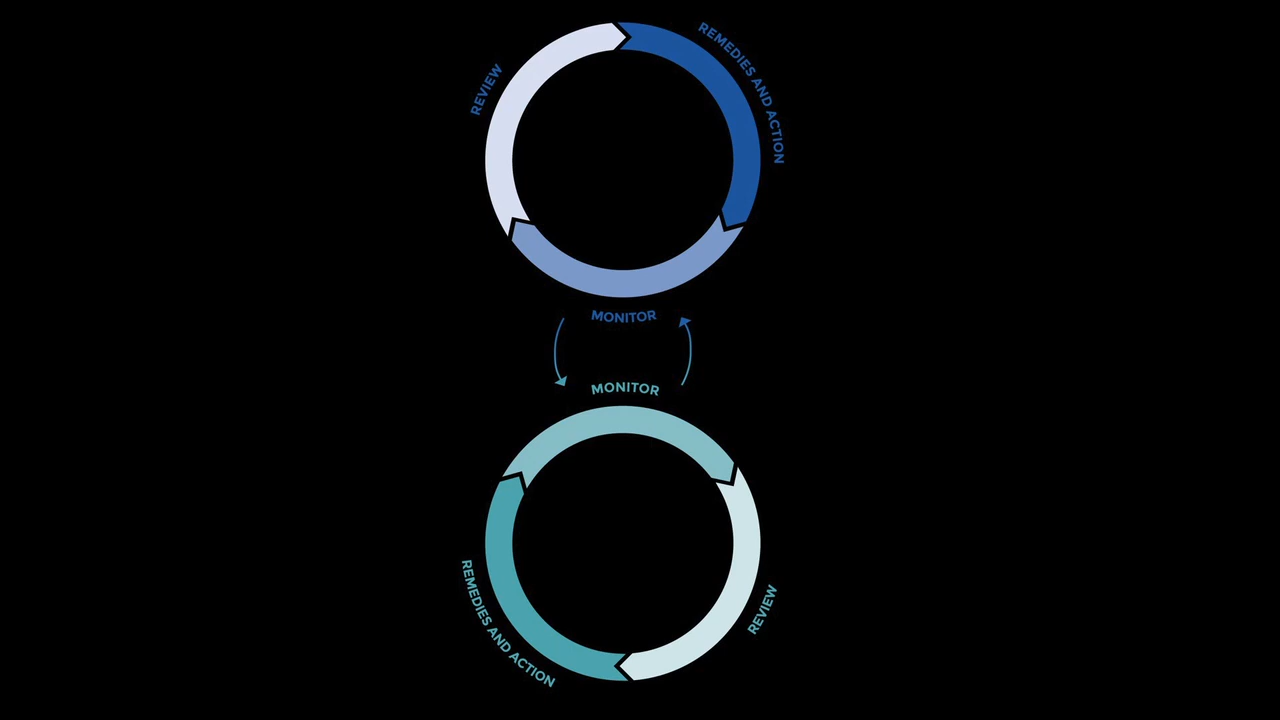 REVIEW
REMEDIES AND ACTION
MONITOR
MONITOR
REMEDIES AND ACTION
REVIEW